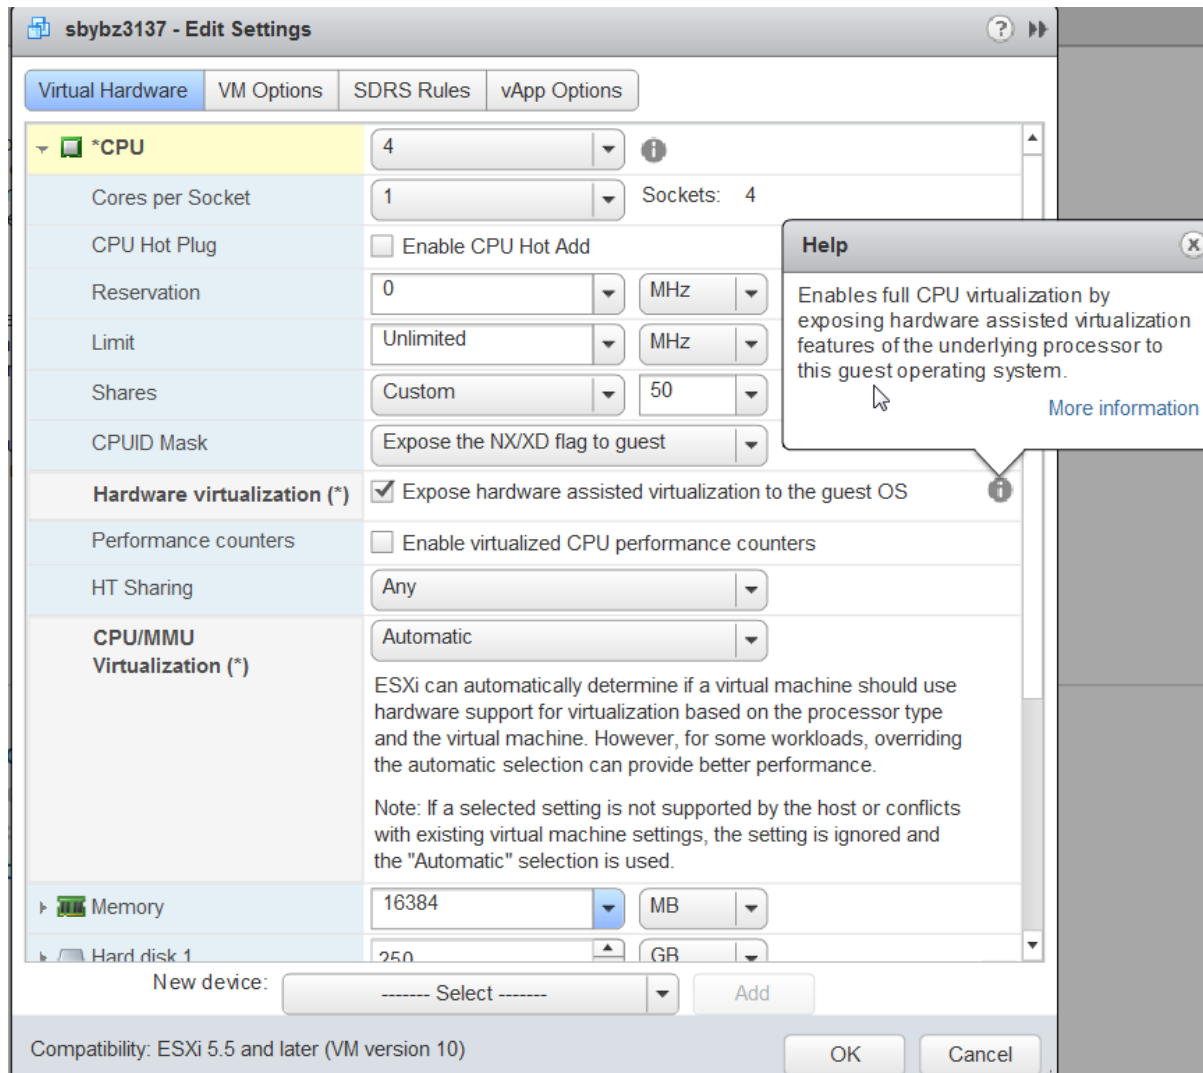 sbybz3137 - Edit Settings
Virtual Hardware VM Options SDRS Rules vApp Options
*CPU 4
Cores per Socket 1 Sockets: 4
CPU Hot Plug Enable CPU Hot Add
Reservation 0 MHz
Limit Unlimited MHz
Shares Custom 50
CPUID Mask Expose the NX/XD flag to guest
Hardware virtualization (*) Expose hardware assisted virtualization to the guest OS
Performance counters Enable virtualized CPU performance counters
HT Sharing Any
CPU/MMU
Virtualization (*)
Automatic
ESXi can automatically determine if a virtual machine should use
hardware support for virtualization based on the processor type
and the virtual machine. However, for some workloads, overriding
the automatic selection can provide better performance.
Note: If a selected setting is not supported by the host or conflicts
with existing virtual machine settings, the setting is ignored and
the "Automatic" selection is used.
Memory 16384 MB
Hard disk 1 250 GB
New device: ------- Select ------- Add
Compatibility: ESXi 5.5 and later (VM version 10) OK Cancel
Help
Enables full CPU virtualization by
exposing hardware assisted virtualization
features of the underlying processor to
this guest operating system.
More information